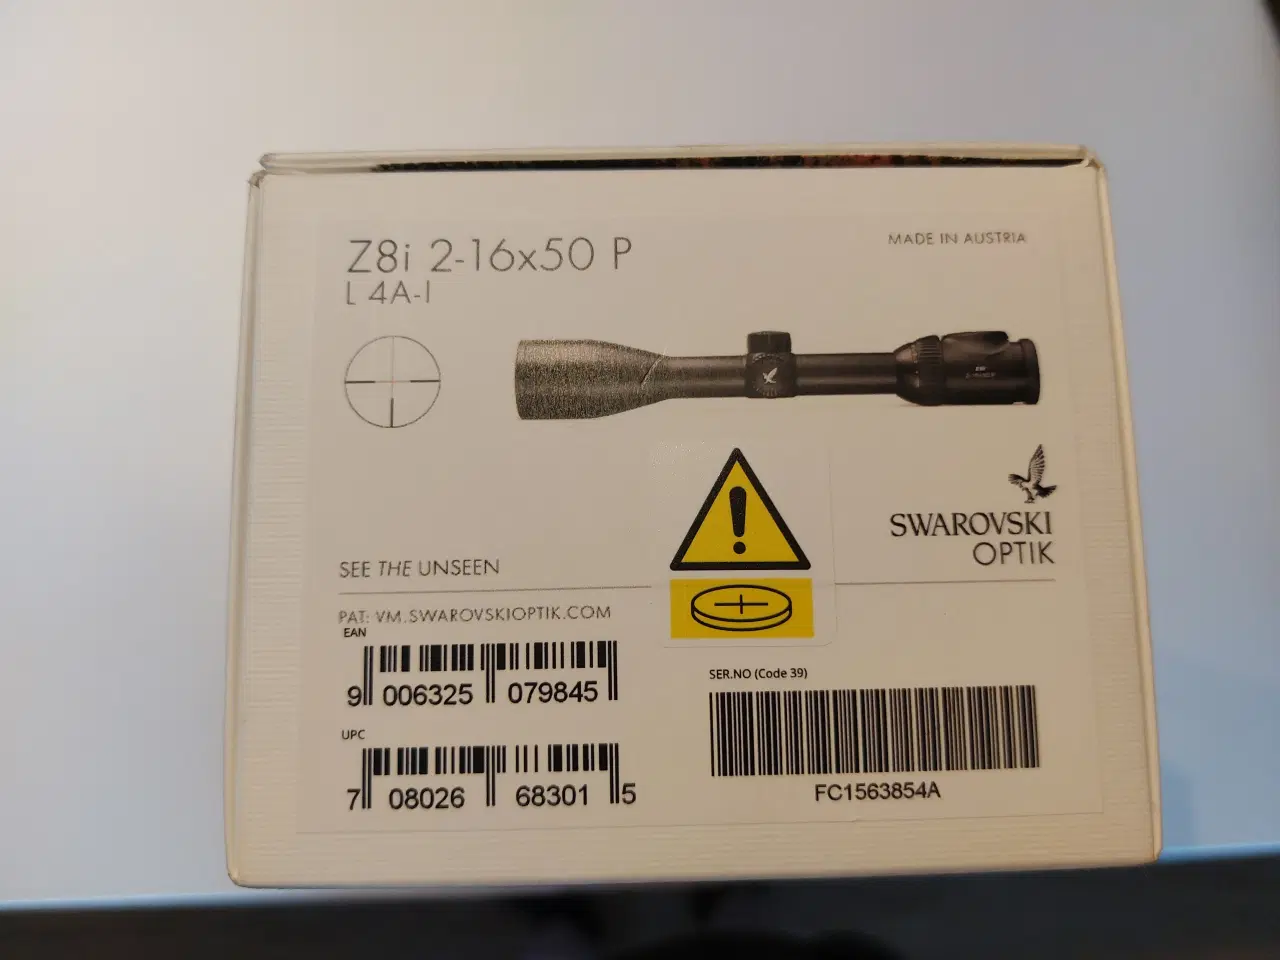 Z8i 2-16x50 P
L 4A-I
MADE IN AUSTRIA
SWAROVSKI
OPTIK
SEE THE UNSEEN
PAT: VM.SWAROVSKIOPTIK.COM
EAN
9 006325 079845
UPC
7 08026 68301 5
SER.NO (Code 39)
FC1563854A